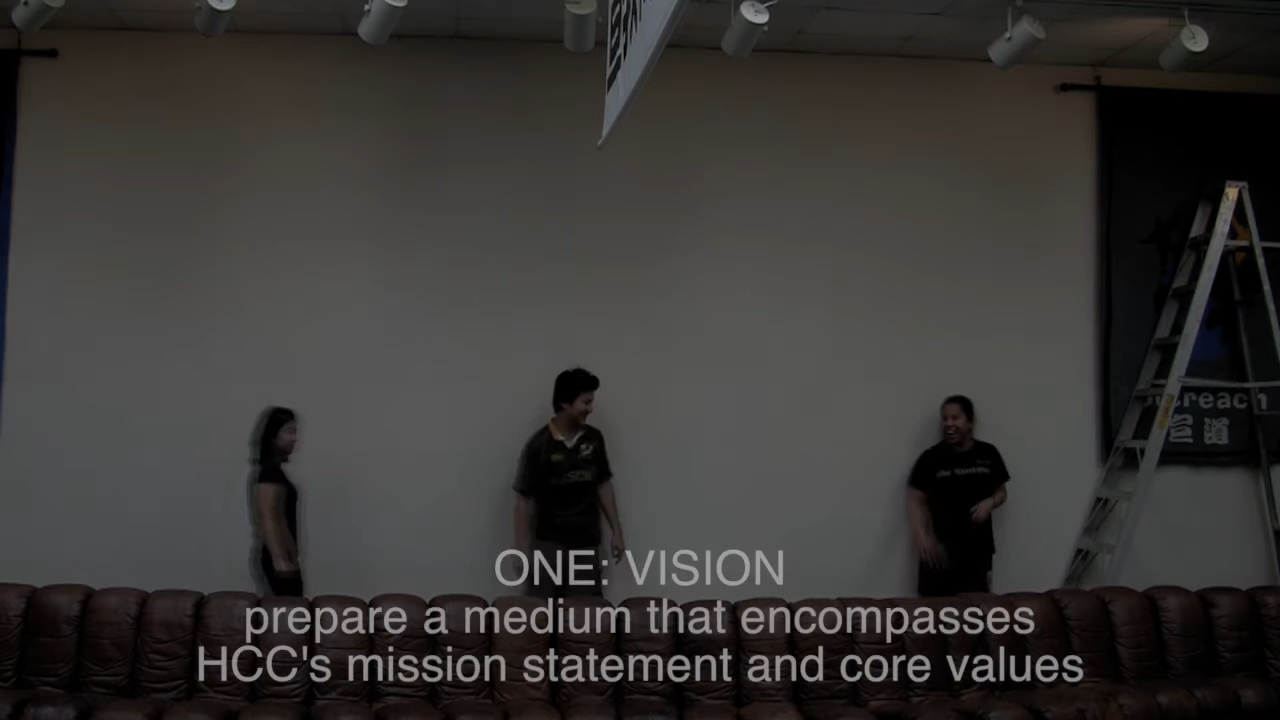 ONE: VISION
prepare a medium that encompasses
HCC's mission statement and core values